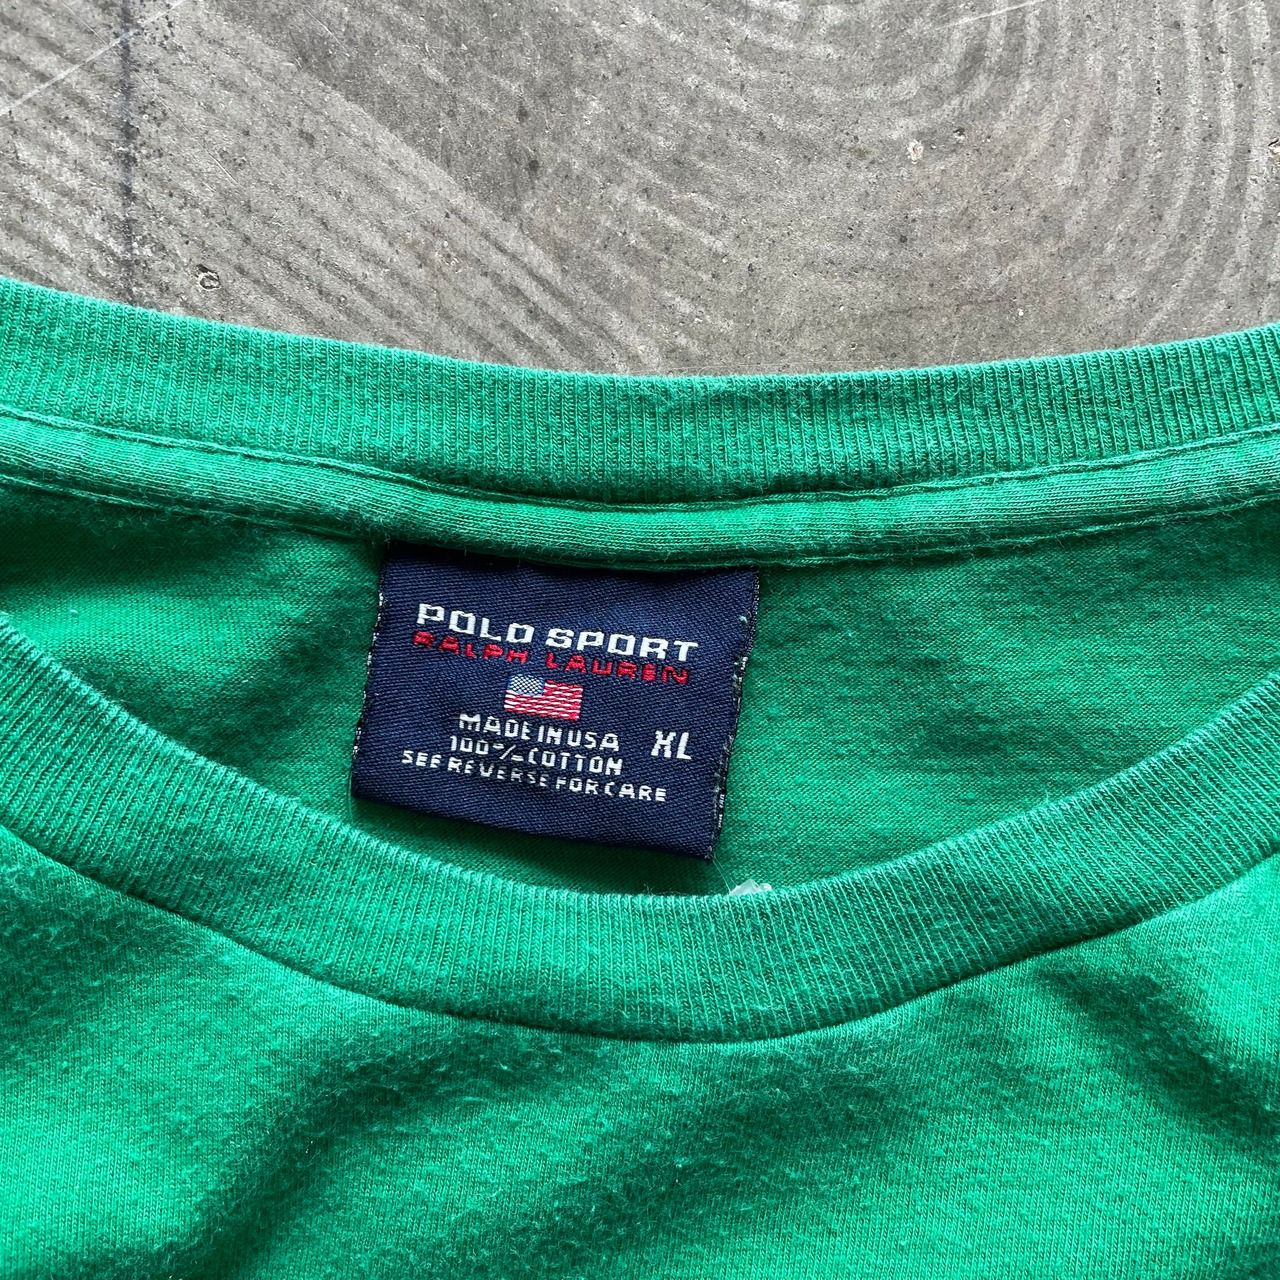 POLO SPORT
RALPH LAUREN
MADE IN USA XL
100% COTTON
SEE REVERSE FOR CARE